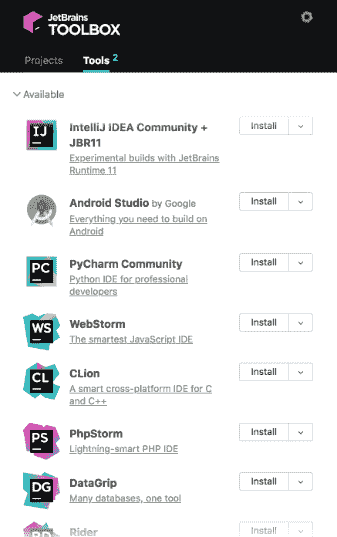 JetBrains
TOOLBOX
Projects
Tools 2
Available
IJ
IntelliJ IDEA Community +
JBR11
Experimental builds with JetBrains
Runtime 11
Install
Android Studio by Google
Everything you need to build on
Android
Install
PC
PyCharm Community
Python IDE for professional
developers
Install
WS
WebStorm
The smartest JavaScript IDE
Install
CL
CLion
A smart cross-platform IDE for C
and C++
Install
PS
PhpStorm
Lightning-smart PHP IDE
Install
DG
DataGrip
Many databases, one tool
Install
RD
Rider
Install